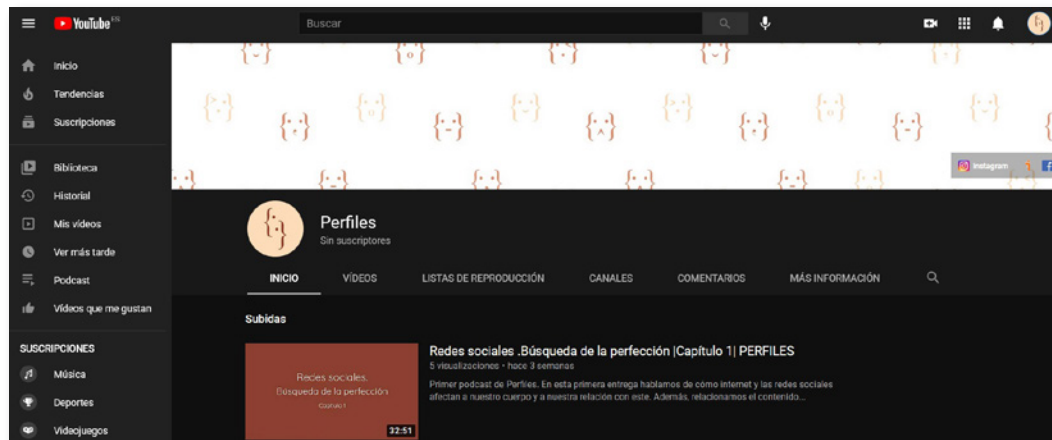 YouTube ES
Buscar
Inicio
Tendencias
Suscripciones
Biblioteca
Historial
Mis vídeos
Ver más tarde
Podcast
Vídeos que me gustan
SUSCRIPCIONES
Música
Deportes
Videojuegos
Instagram
Perfiles
Sin suscriptores
INICIO VÍDEOS LISTAS DE REPRODUCCIÓN CANALES COMENTARIOS MÁS INFORMACIÓN
Subidas
Redes sociales.
Búsqueda de la perfección
Capítulo 1
32:51
Redes sociales .Búsqueda de la perfección |Capítulo 1| PERFILES
5 visualizaciones • hace 3 semanas
Primer podcast de Perfiles. En esta primera entrega hablamos de cómo internet y las redes sociales
afectan a nuestro cuerpo y a nuestra relación con este. Además, relacionamos el contenido...